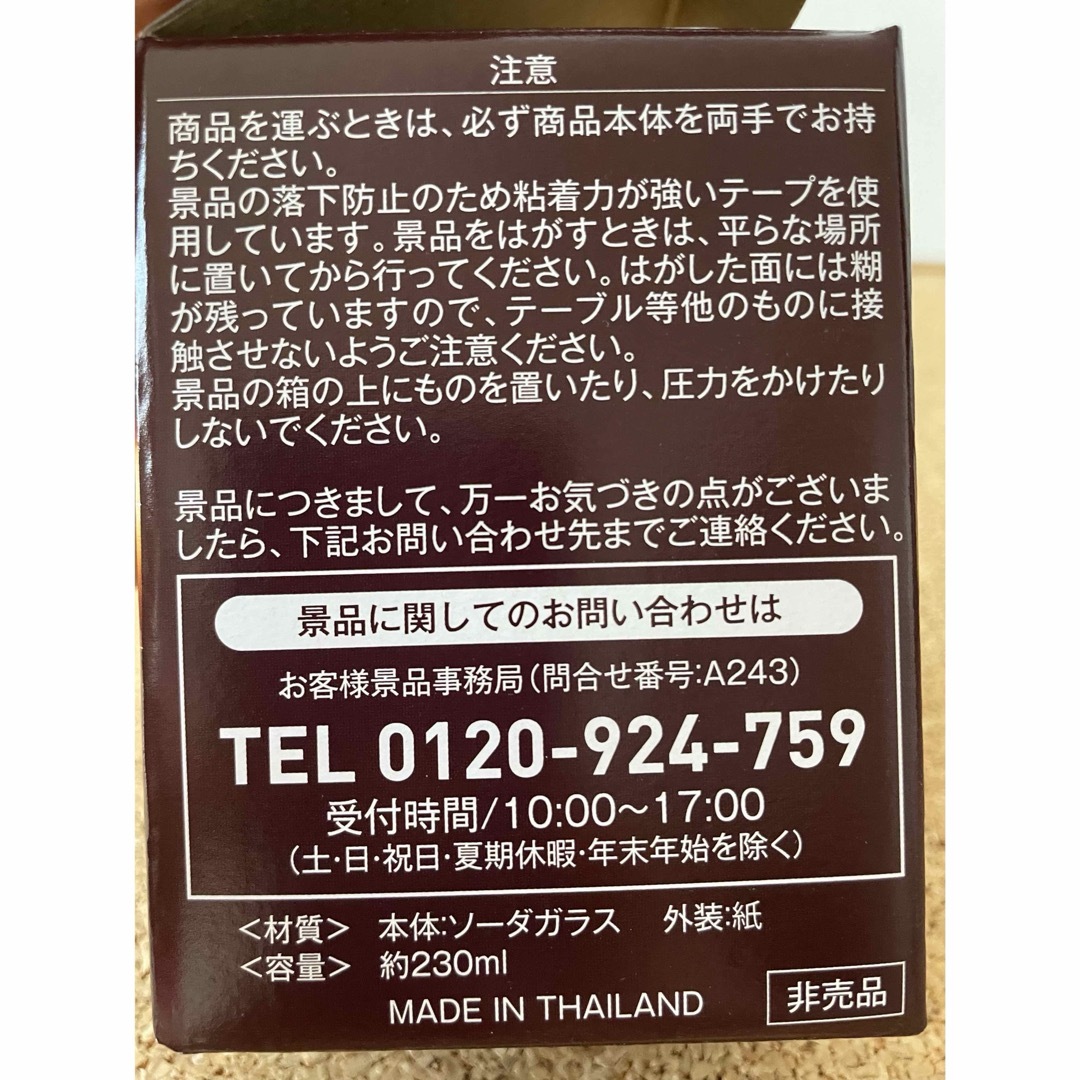 注意
商品を運ぶときは、必ず商品本体を両手でお持
ちください。
景品の落下防止のため粘着力が強いテープを使
用しています。景品をはがすときは、平らな場所
に置いてから行ってください。はがした面には糊
が残っていますので、テーブル等他のものに接
触させないようご注意ください。
景品の箱の上にものを置いたり、圧力をかけたり
しないでください。
景品につきまして、万一お気づきの点がございま
したら、下記お問い合わせ先までご連絡ください。
景品に関してのお問い合わせは
お客様景品事務局(問合せ番号:A243)
TEL 0120-924-759
受付時間/10:00〜17:00
(土・日・祝日・夏期休暇・年末年始を除く)
<材質> 本体:ソーダガラス 外装:紙
<容量> 約230ml
MADE IN THAILAND
非売品